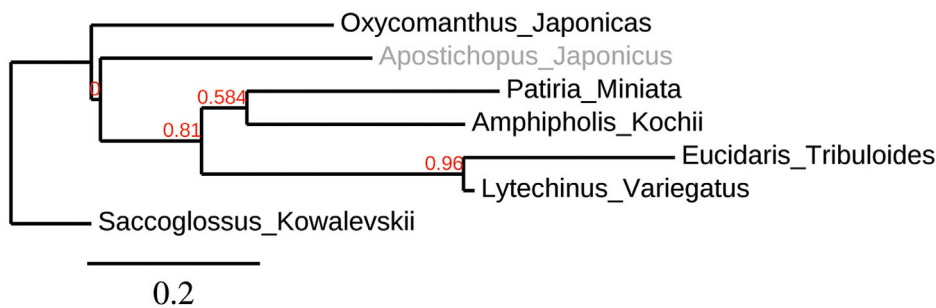 Oxycomanthus_Japonicas
0
Apostichopus_Japonicus
0.584
Patiria_Miniata
0.81
Amphipholis_Kochii
0.96
Eucidaris_Tribuloides
Lytechinus_Variegatus
Saccoglossus_Kowalevskii
0.2